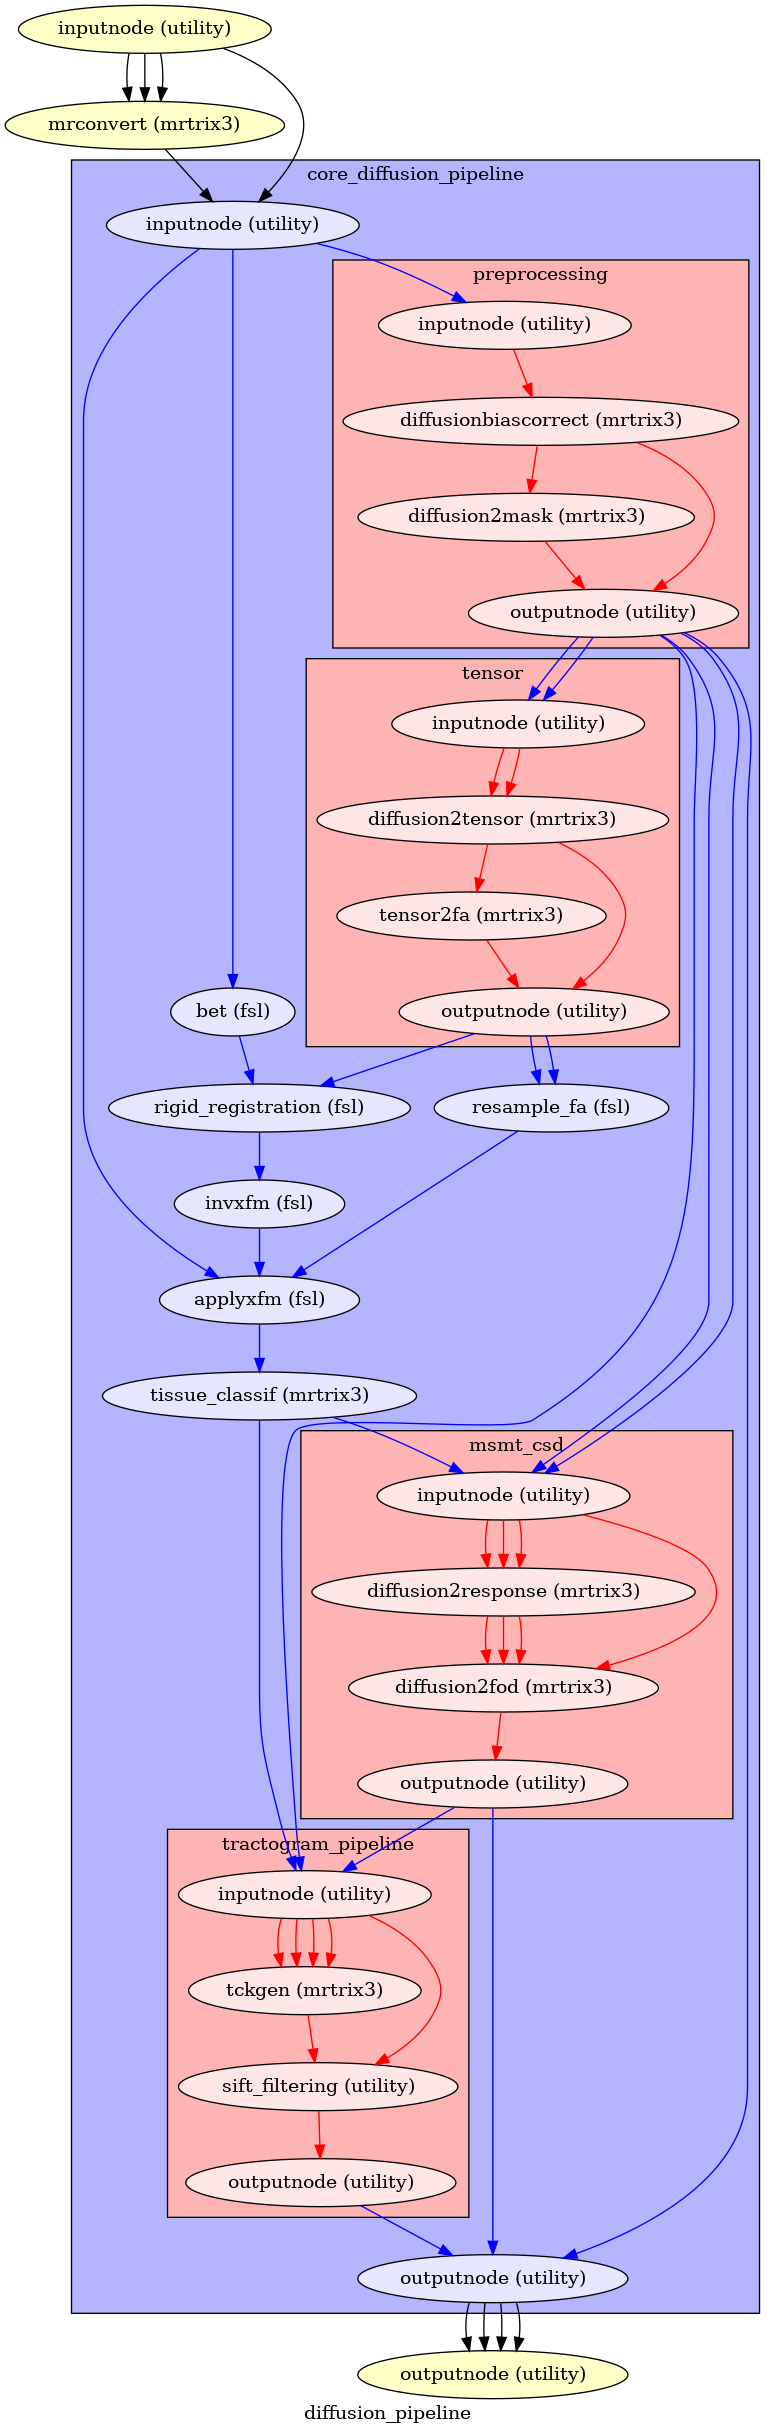 inputnode (utility)
mrconvert (mrtrix3)
core_diffusion_pipeline
inputnode (utility)
preprocessing
inputnode (utility)
diffusionbiascorrect (mrtrix3)
diffusion2mask (mrtrix3)
outputnode (utility)
tensor
inputnode (utility)
diffusion2tensor (mrtrix3)
tensor2fa (mrtrix3)
bet (fsl)
outputnode (utility)
rigid_registration (fsl)
resample_fa (fsl)
invxfm (fsl)
applyxfm (fsl)
tissue_classif (mrtrix3)
msmt_csd
inputnode (utility)
diffusion2response (mrtrix3)
diffusion2fod (mrtrix3)
outputnode (utility)
tractogram_pipeline
inputnode (utility)
tckgen (mrtrix3)
sift_filtering (utility)
outputnode (utility)
outputnode (utility)
outputnode (utility)
diffusion_pipeline